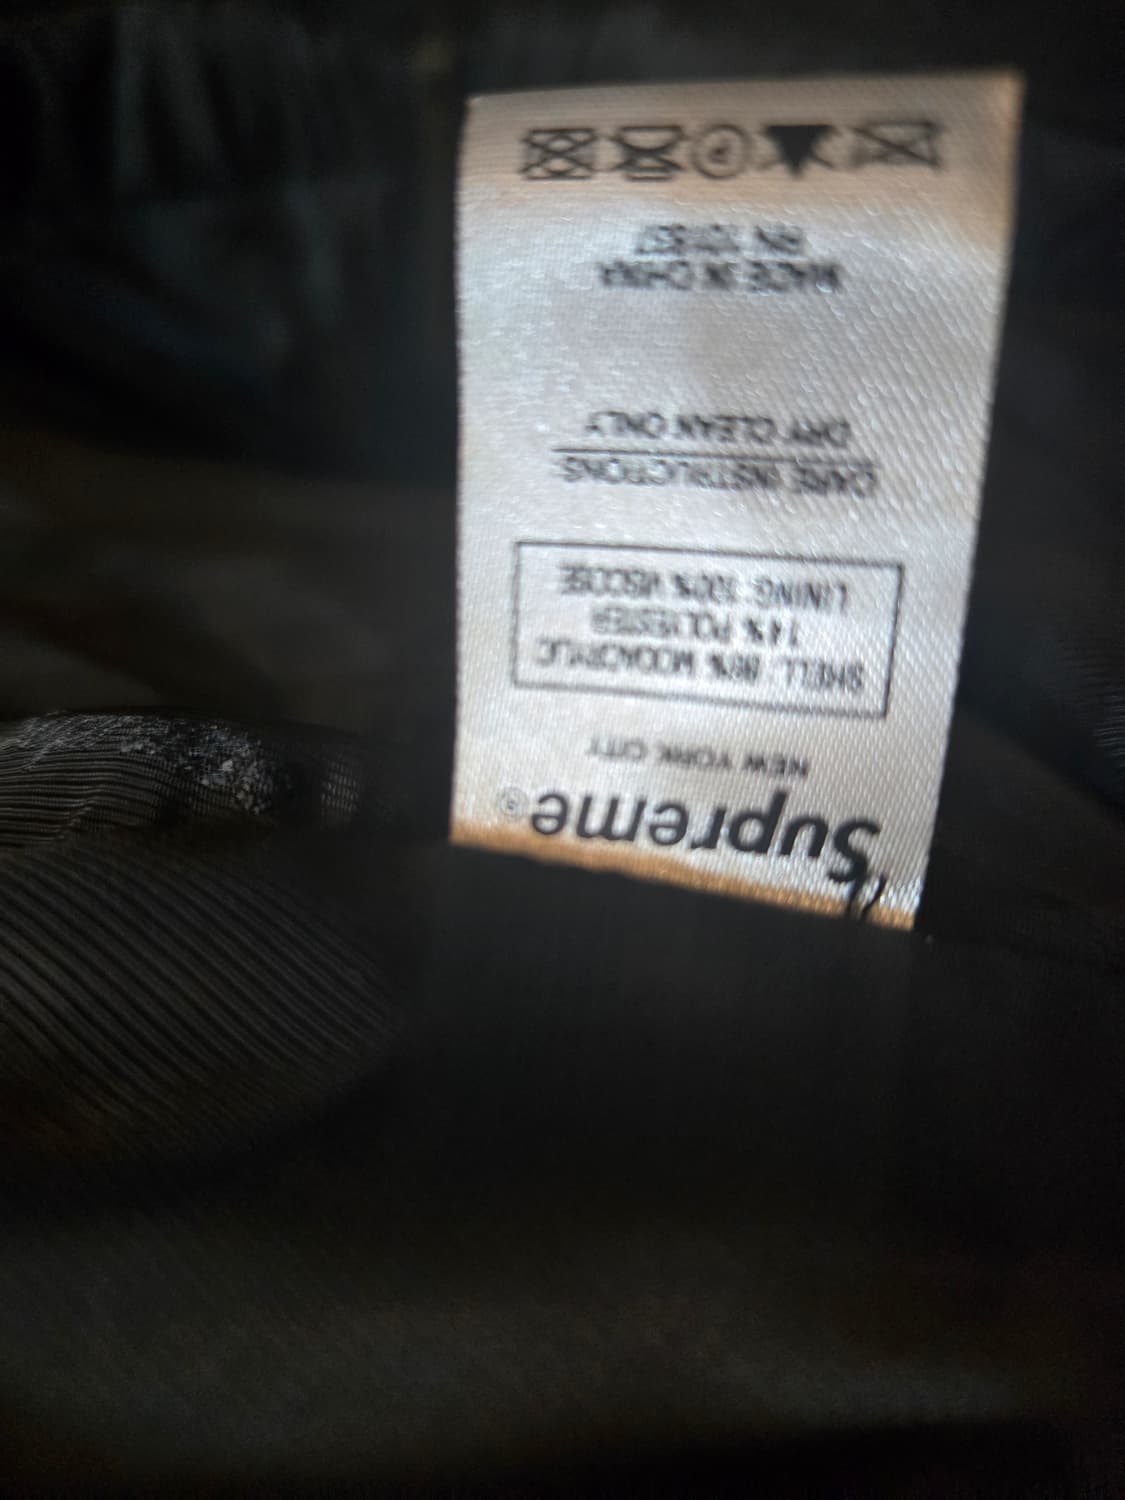 Supreme®
NEW YORK CITY
SHELL: 86% MODACRYLIC
14% POLYESTER
LINING: 100% VISCOSE
CARE INSTRUCTIONS
DRY CLEAN ONLY
MADE IN CHINA
RN 101837
P